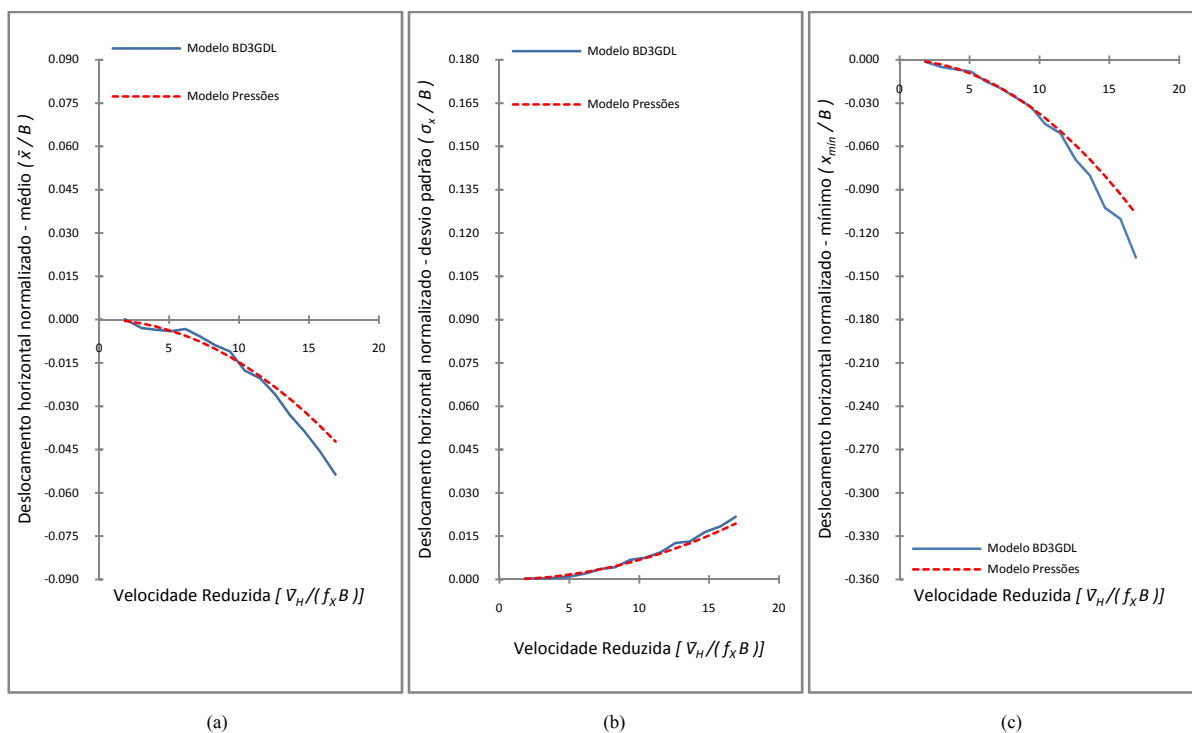 Deslocamento horizontal normalizado - médio ( x̄ / B )
0.090
0.075
0.060
0.045
0.030
0.015
0.000
-0.015
-0.030
-0.045
-0.060
-0.075
-0.090
0 5 10 15 20
Modelo BD3GDL
Modelo Pressões
Velocidade Reduzida [ V̄H /( fX B )]
(a)
Deslocamento horizontal normalizado - desvio padrão ( σx / B )
0.180
0.165
0.150
0.135
0.120
0.105
0.090
0.075
0.060
0.045
0.030
0.015
0.000
0 5 10 15 20
Modelo BD3GDL
Modelo Pressões
Velocidade Reduzida [ V̄H /( fX B )]
(b)
Deslocamento horizontal normalizado - mínimo ( xmín / B )
0.000
-0.030
-0.060
-0.090
-0.120
-0.150
-0.180
-0.210
-0.240
-0.270
-0.300
-0.330
-0.360
0 5 10 15 20
Modelo BD3GDL
Modelo Pressões
Velocidade Reduzida [ V̄H /( fX B )]
(c)